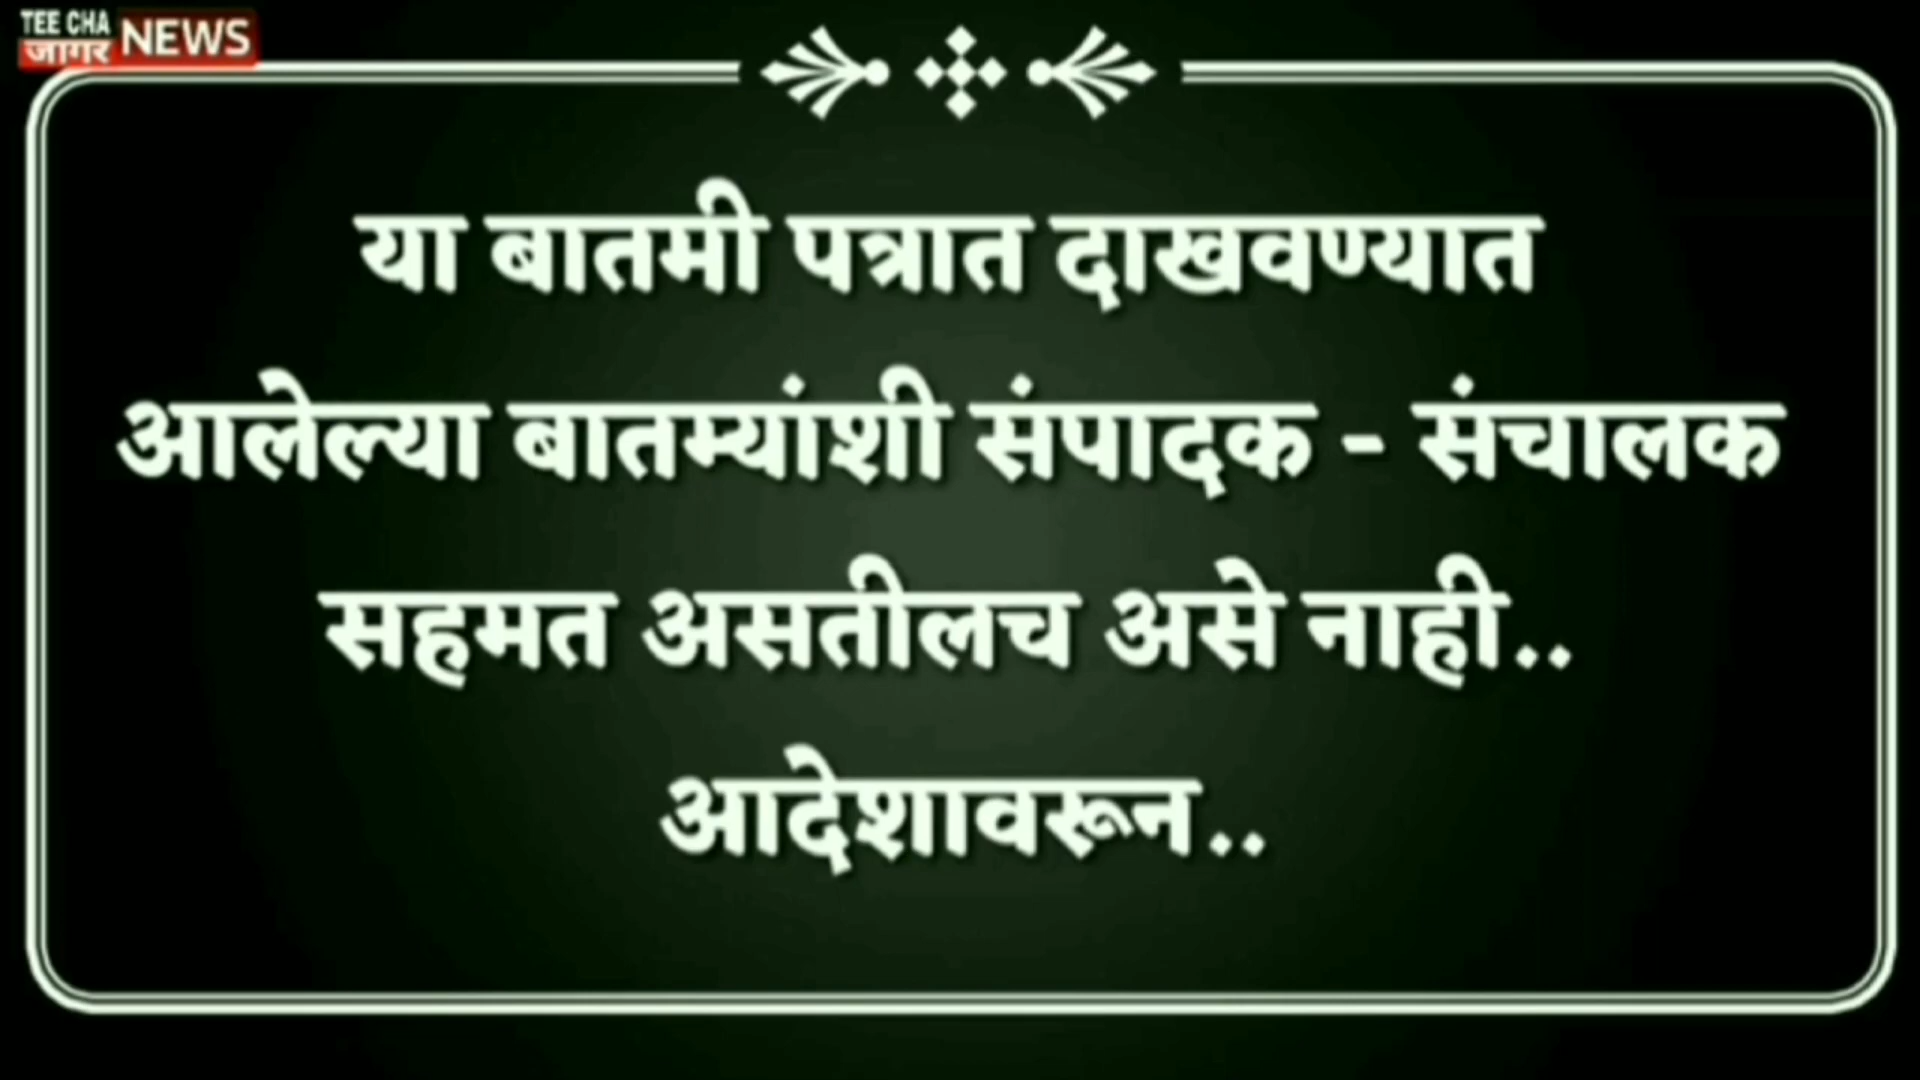 TEE CHA
जागर NEWS
या बातमी पत्रात दाखवण्यात
आलेल्या बातम्यांशी संपादक - संचालक
सहमत असतीलच असे नाही..
आदेशावरून..